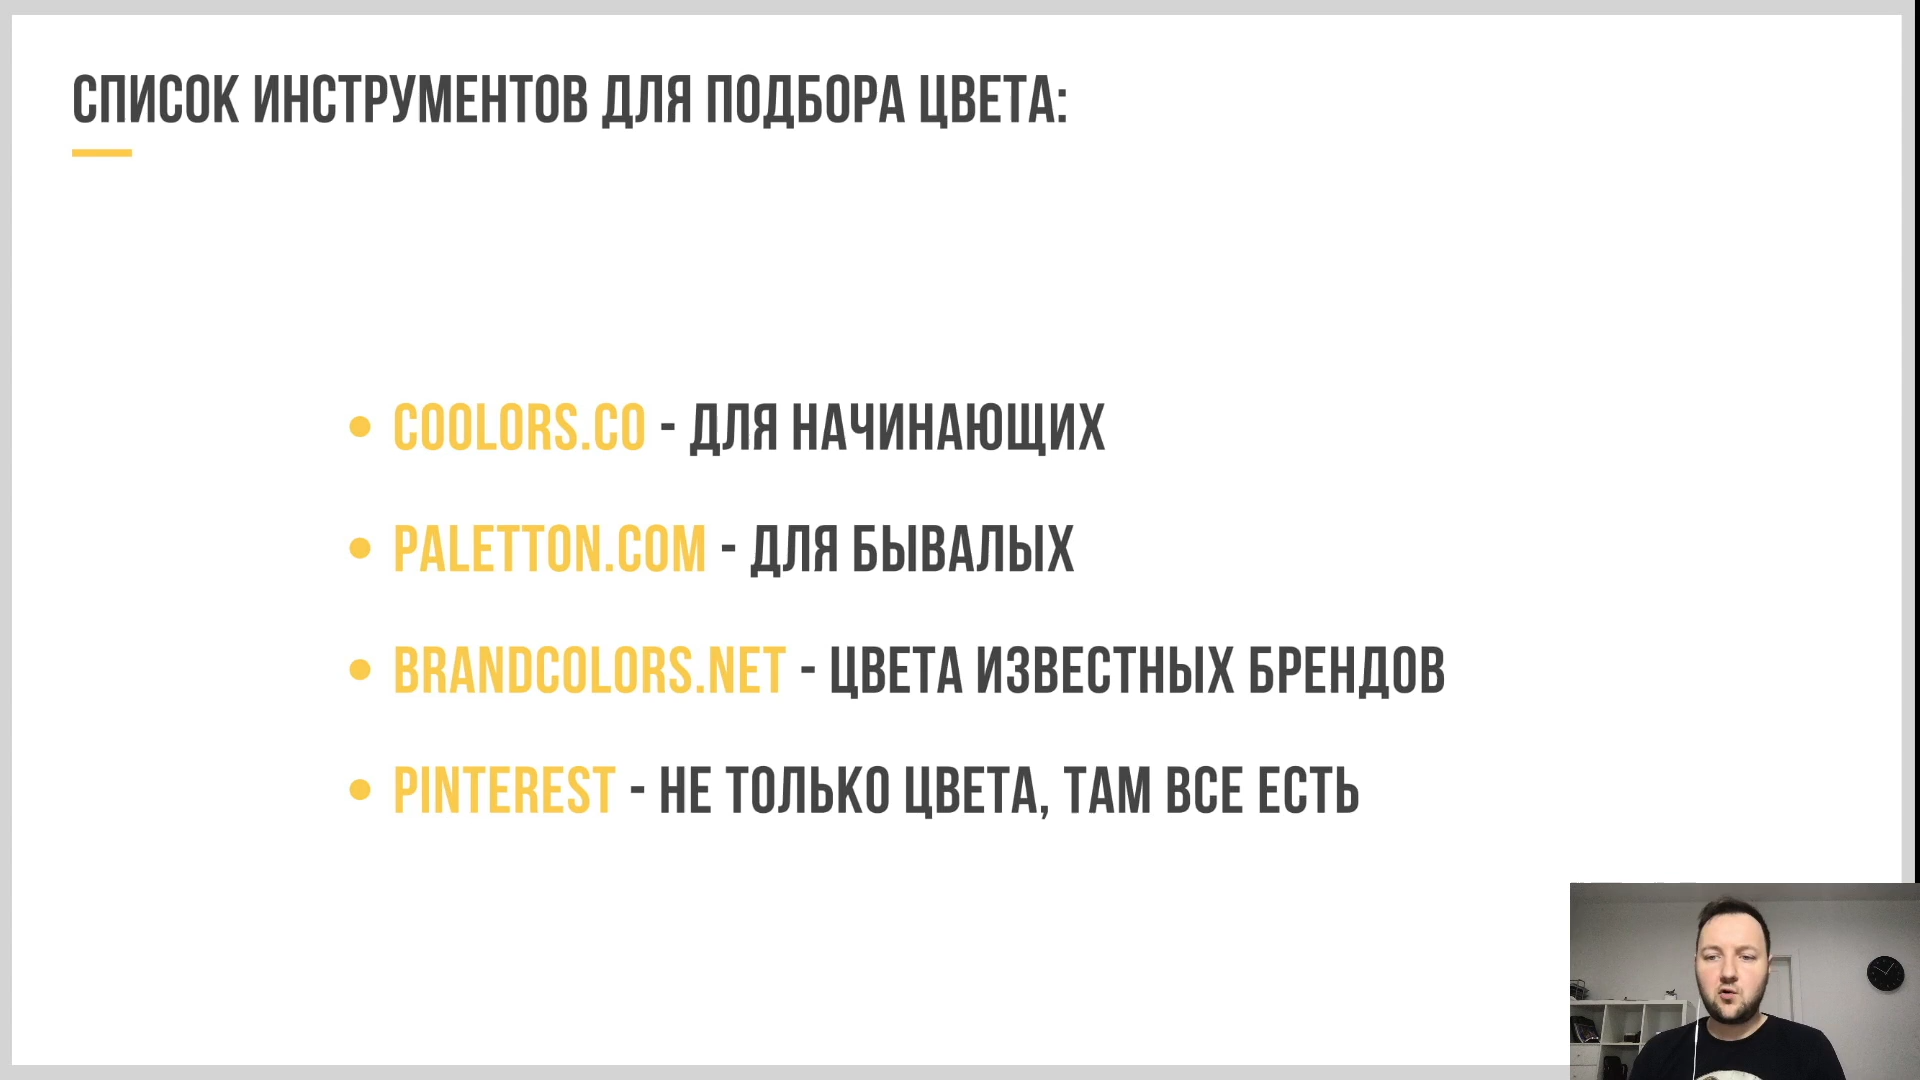 СПИСОК ИНСТРУМЕНТОВ ДЛЯ ПОДБОРА ЦВЕТА:
• COOLORS.CO - ДЛЯ НАЧИНАЮЩИХ
• PALETTON.COM - ДЛЯ БЫВАЛЫХ
• BRANDCOLORS.NET - ЦВЕТА ИЗВЕСТНЫХ БРЕНДОВ
• PINTEREST - НЕ ТОЛЬКО ЦВЕТА, ТАМ ВСЕ ЕСТЬ